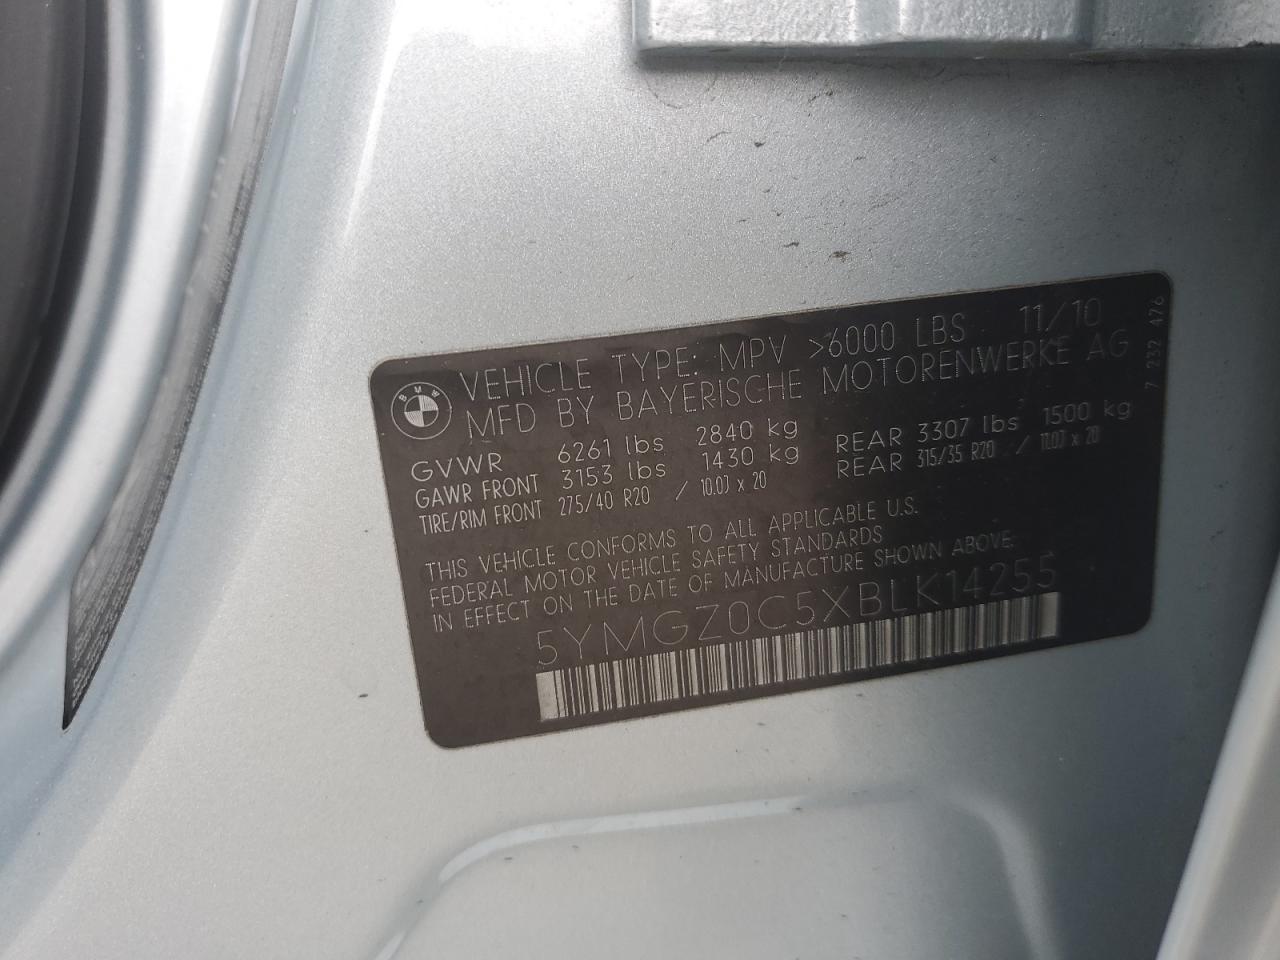 VEHICLE TYPE: MPV >6000 LBS 11/10
MFD BY BAYERISCHE MOTORENWERKE AG
7 232 476
BMW
GVWR 6261 lbs 2840 kg
GAWR FRONT 3153 lbs 1430 kg REAR 3307 lbs 1500 kg
TIRE/RIM FRONT 275/40 R20 / 10.0J x 20 REAR 315/35 R20 / 11.0J x 20
THIS VEHICLE CONFORMS TO ALL APPLICABLE U.S.
FEDERAL MOTOR VEHICLE SAFETY STANDARDS
IN EFFECT ON THE DATE OF MANUFACTURE SHOWN ABOVE.
5YMGZ0C5XBLK14255